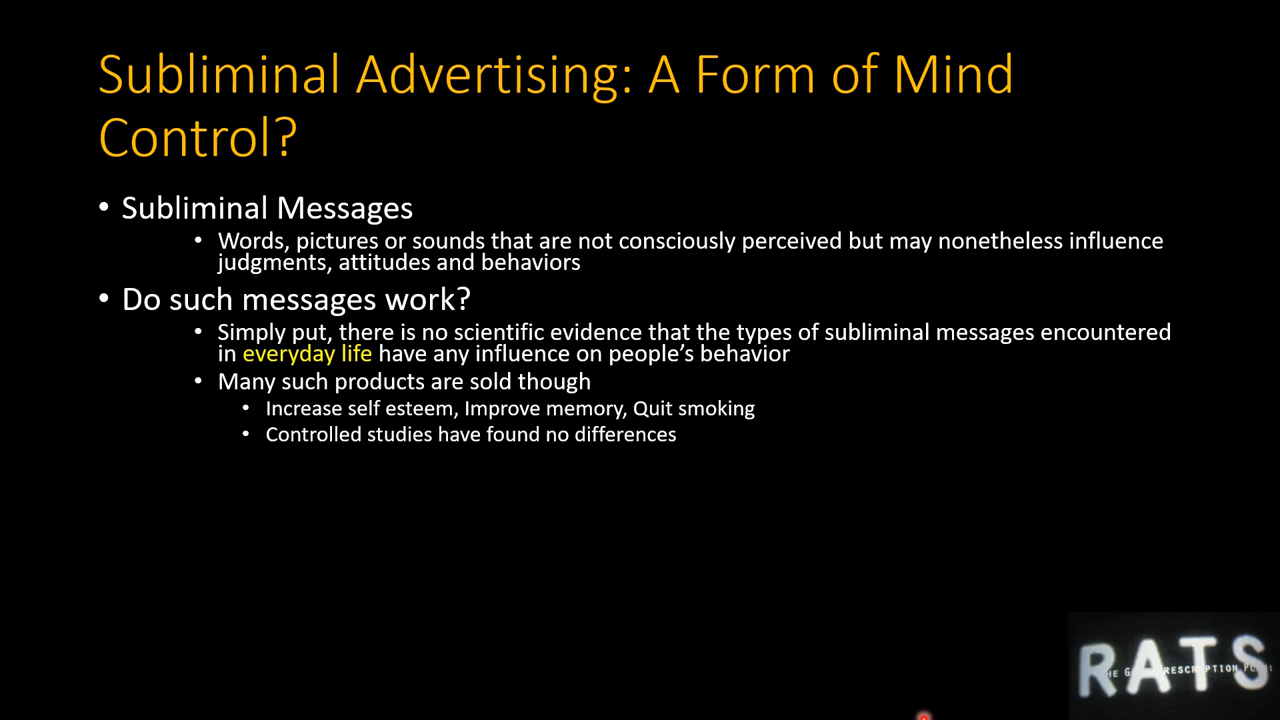 Subliminal Advertising: A Form of Mind
Control?
• Subliminal Messages
• Words, pictures or sounds that are not consciously perceived but may nonetheless influence
judgments, attitudes and behaviors
• Do such messages work?
• Simply put, there is no scientific evidence that the types of subliminal messages encountered
in everyday life have any influence on people’s behavior
• Many such products are sold though
• Increase self esteem, Improve memory, Quit smoking
• Controlled studies have found no differences
RATS